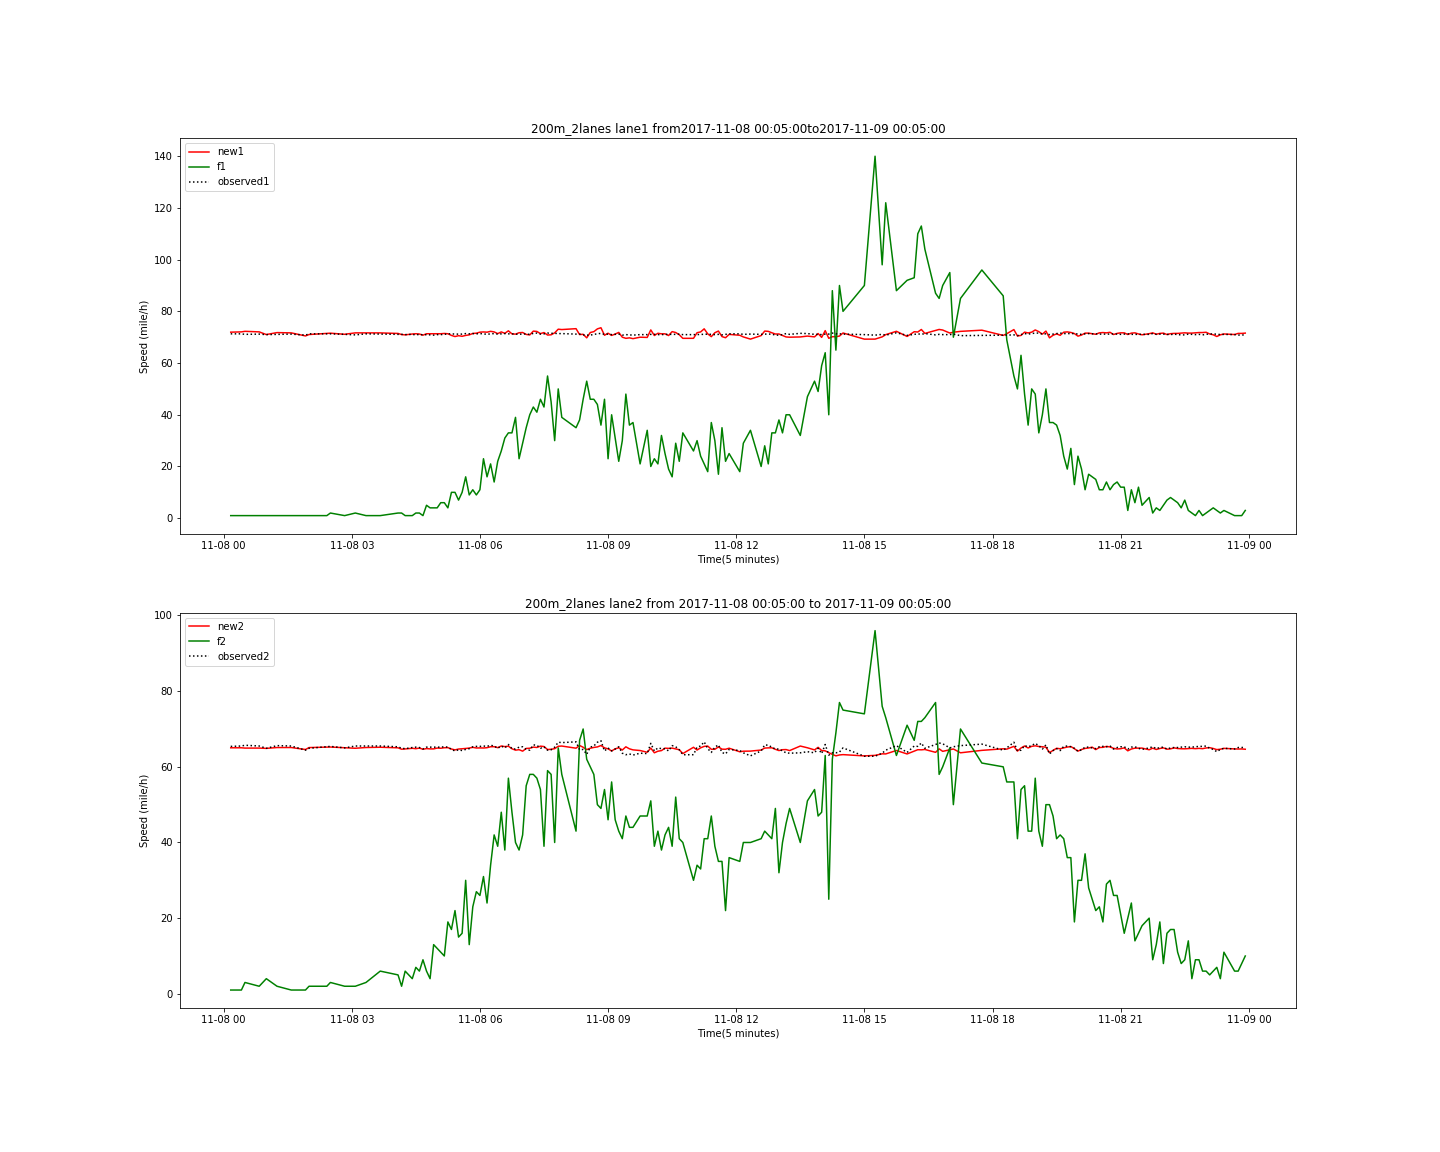 200m_2lanes lane1 from2017-11-08 00:05:00to2017-11-09 00:05:00
new1
f1
observed1
140
120
100
80
60
40
20
0
Speed (mile/h)
11-08 00 11-08 03 11-08 06 11-08 09 11-08 12 11-08 15 11-08 18 11-08 21 11-09 00
Time(5 minutes)
200m_2lanes lane2 from 2017-11-08 00:05:00 to 2017-11-09 00:05:00
new2
f2
observed2
100
80
60
40
20
0
Speed (mile/h)
11-08 00 11-08 03 11-08 06 11-08 09 11-08 12 11-08 15 11-08 18 11-08 21 11-09 00
Time(5 minutes)